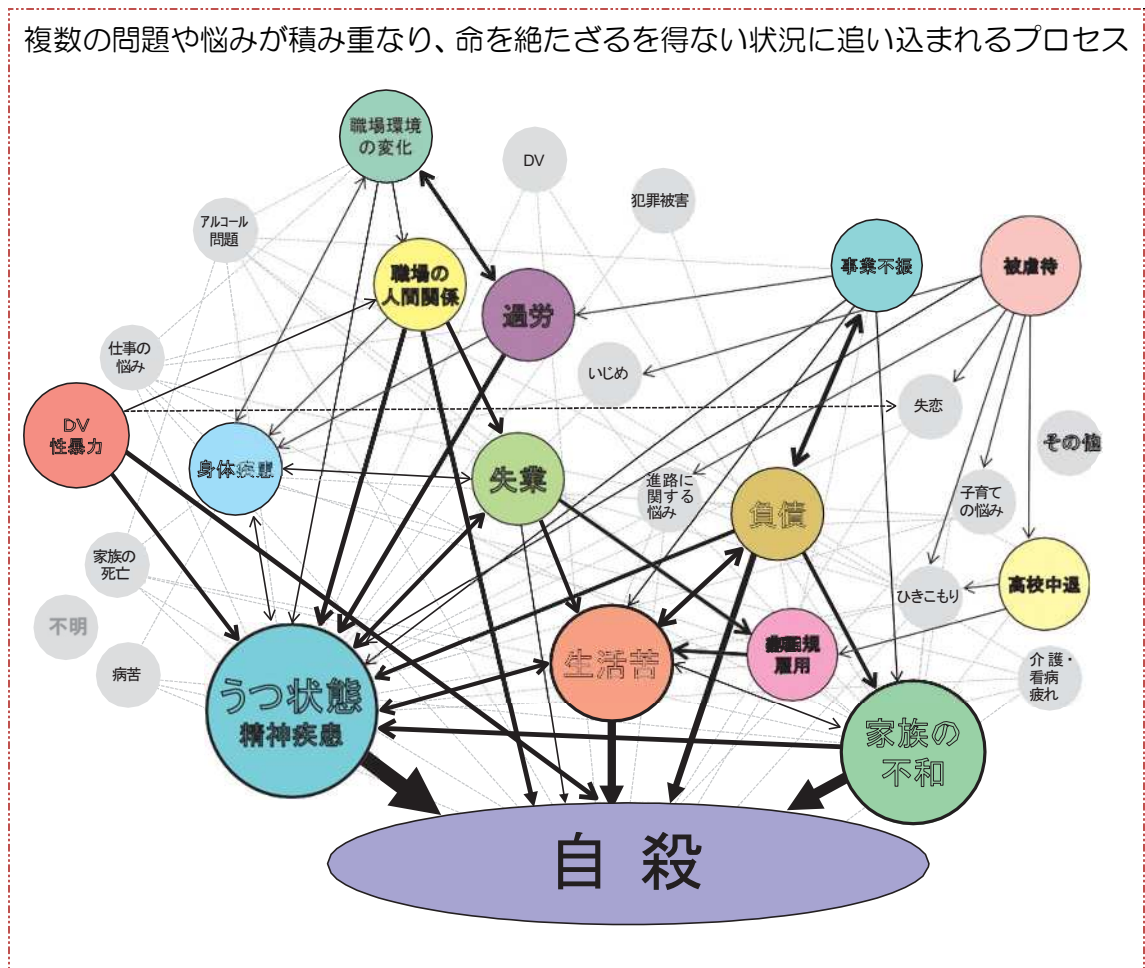 複数の問題や悩みが積み重なり、命を絶たざるを得ない状況に追い込まれるプロセス
職場環境
の変化
DV
犯罪被害
アルコール
問題
職場の
人間関係
過労
事業不振
被虐待
仕事の
悩み
いじめ
失恋
DV
性暴力
その他
身体疾患
失業
進路に
関する
悩み
負債
子育て
の悩み
家族の
死亡
高校中退
ひきこもり
不明
病苦
うつ状態
精神疾患
生活苦
雇用
介護・
看病
疲れ
家族の
不和
自殺